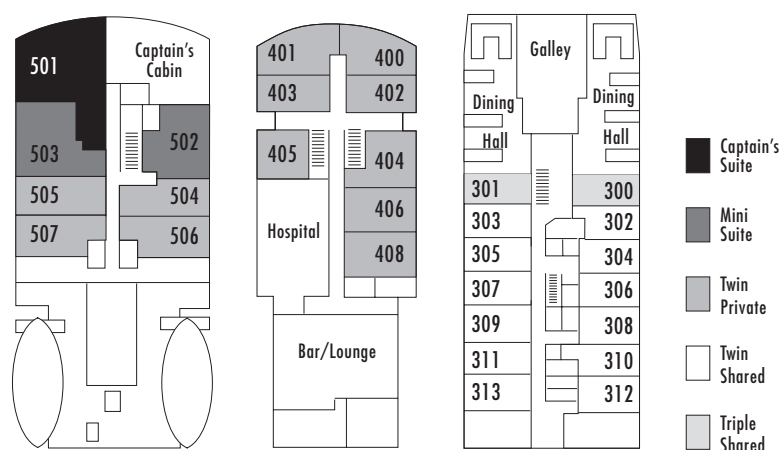 501
Captain's
Cabin
503
502
505
504
507
506
401
400
403
402
405
404
406
Hospital
408
Bar/Lounge
Galley
Dining
Hall
Dining
Hall
301
300
303
302
305
304
307
306
309
308
311
310
313
312
Captain's
Suite
Mini
Suite
Twin
Private
Twin
Shared
Triple
Shared